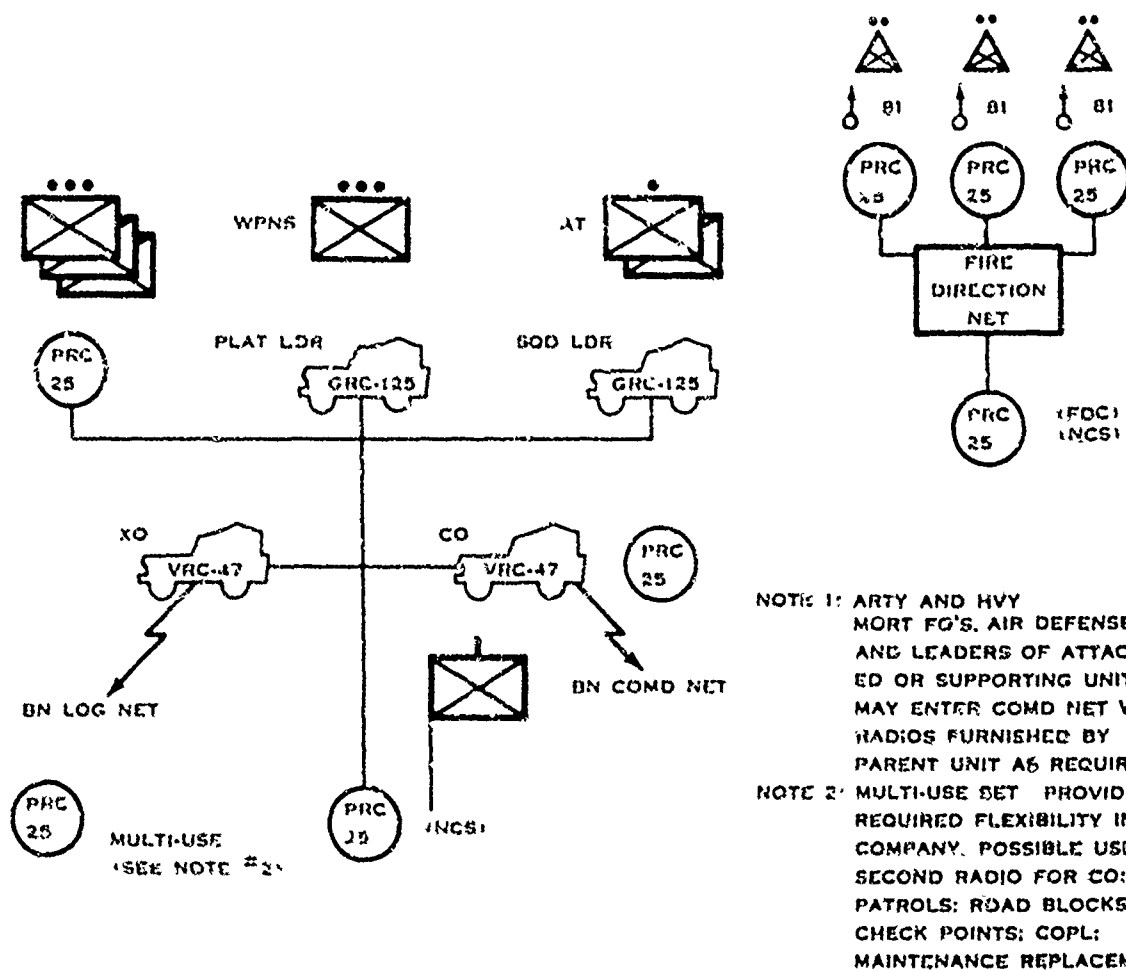 81 81 81
PRC PRC PRC
25 25 25
WPNS AT
FIRE
DIRECTION
NET
PLAT LDR SQD LDR
PRC
25
GRC-125 GRC-125
PRC
25
(FDC)
(NCS)
XO CO
VRC-47 VRC-47
PRC
25
BN LOG NET BN COMD NET
PRC
25
MULTI-USE
(SEE NOTE #2)
PRC
25
(NCS)
NOTE 1: ARTY AND HVY
MORT FO'S, AIR DEFENSE
AND LEADERS OF ATTAC
ED OR SUPPORTING UNIT
MAY ENTER COMD NET
RADIOS FURNISHED BY
PARENT UNIT AS REQUIR
NOTE 2: MULTI-USE SET PROVID
REQUIRED FLEXIBILITY IN
COMPANY. POSSIBLE USE
SECOND RADIO FOR CO;
PATROLS; ROAD BLOCKS
CHECK POINTS; COPL;
MAINTENANCE REPLACEM